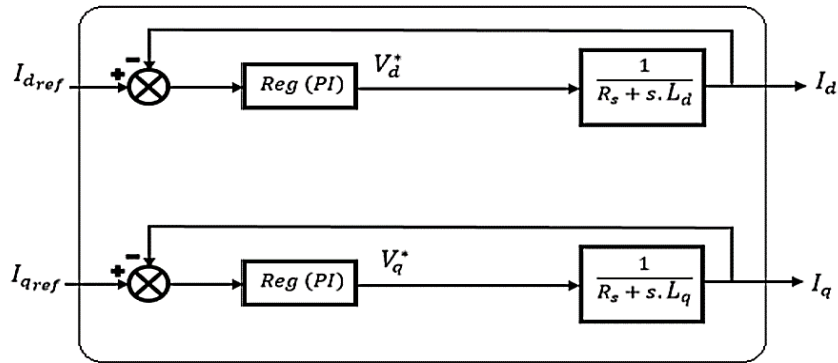 I_dref
+
−
Reg (PI)
V_d^*
1
R_s + s. L_d
I_d
I_qref
+
−
Reg (PI)
V_q^*
1
R_s + s. L_q
I_q